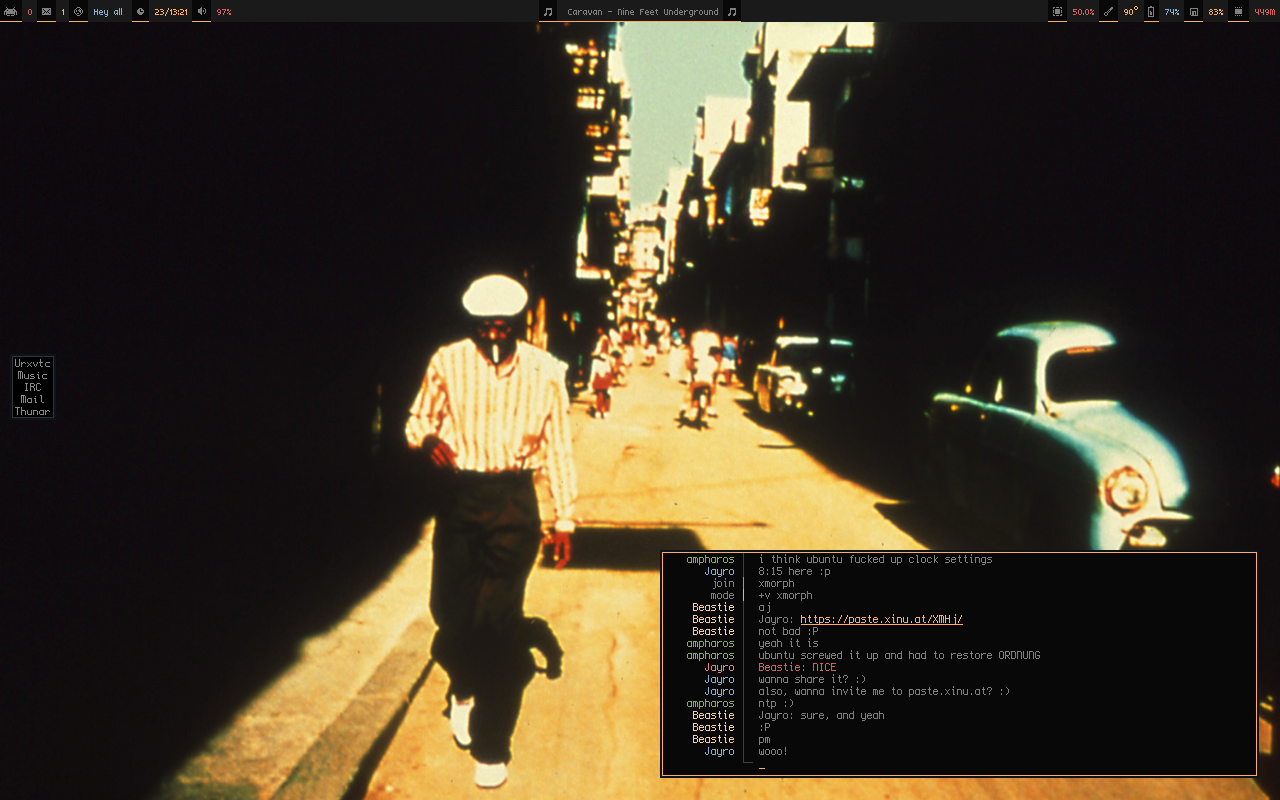 0 1 Hey all 23/13:21 97% Caravan - Nine Feet Underground 50.0% 90° 74% 83% 449m
Urxvtc
Music
IRC
Mail
Thunar
ampharos i think ubuntu fucked up clock settings
Jayro 8:15 here :p
join xmorph
mode +v xmorph
Beastie aj
Beastie Jayro: https://paste.xinu.at/XMHj/
Beastie not bad :P
ampharos yeah it is
ampharos ubuntu screwed it up and had to restore ORDNUNG
Jayro Beastie: NICE
Jayro wanna share it? :)
Jayro also, wanna invite me to paste.xinu.at? :)
ampharos ntp :)
Beastie Jayro: sure, and yeah
Beastie :P
Beastie pm
Jayro wooo!